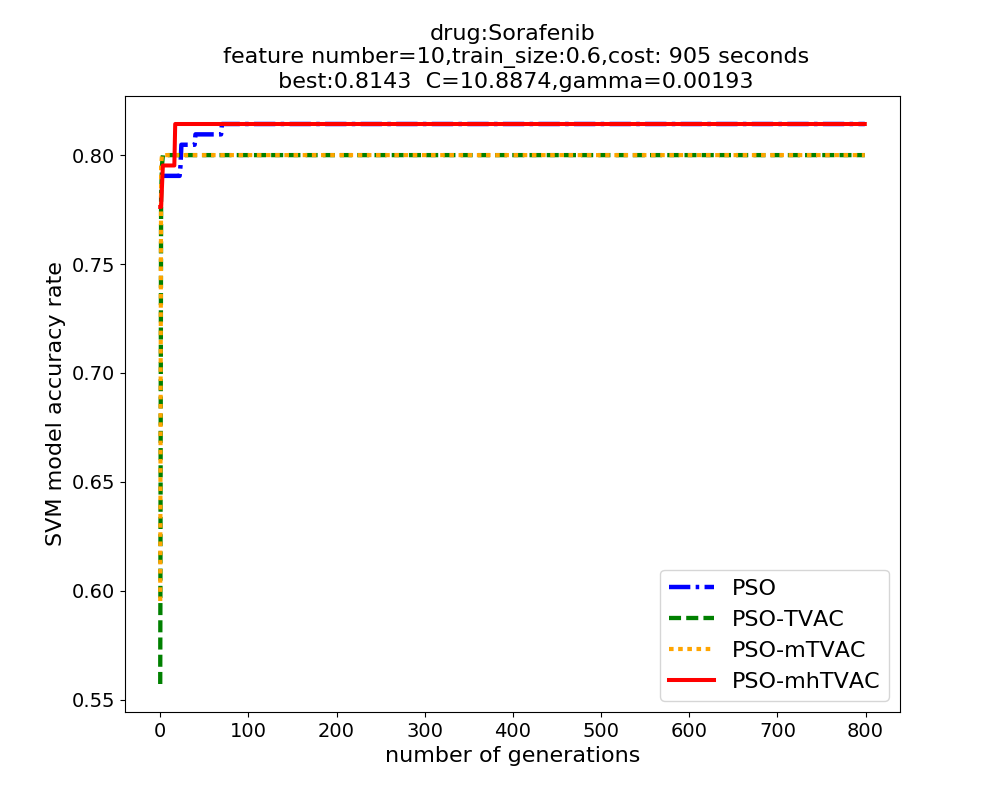 drug:Sorafenib
feature number=10,train_size:0.6,cost: 905 seconds
best:0.8143  C=10.8874,gamma=0.00193
SVM model accuracy rate
0.80
0.75
0.70
0.65
0.60
0.55
0 100 200 300 400 500 600 700 800
number of generations
PSO
PSO-TVAC
PSO-mTVAC
PSO-mhTVAC